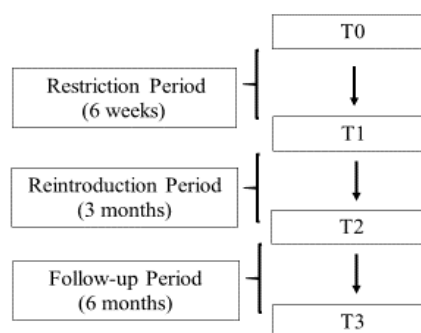 T0
Restriction Period
(6 weeks)
T1
Reintroduction Period
(3 months)
T2
Follow-up Period
(6 months)
T3